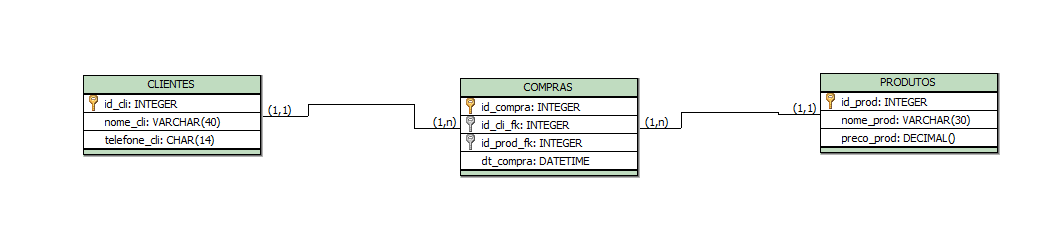 CLIENTES
id_cli: INTEGER
nome_cli: VARCHAR(40)
telefone_cli: CHAR(14)
(1,1)
(1,n)
COMPRAS
id_compra: INTEGER
id_cli_fk: INTEGER
id_prod_fk: INTEGER
dt_compra: DATETIME
(1,n)
(1,1)
PRODUTOS
id_prod: INTEGER
nome_prod: VARCHAR(30)
preco_prod: DECIMAL()